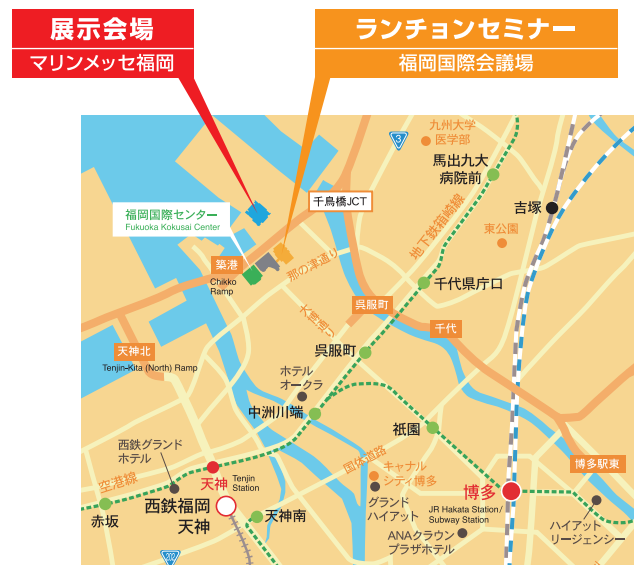 展示会場
マリンメッセ福岡
ランチョンセミナー
福岡国際会議場
九州大学
医学部
3
馬出九大
病院前
千鳥橋JCT
吉塚
福岡国際センター
Fukuoka Kokusai Center
地下鉄箱崎線
東公園
築港
Chikko
Ramp
那の津通り
千代県庁口
大博通り
呉服町
千代
天神北
Tenjin-Kita (North) Ramp
呉服町
ホテル
オークラ
中洲川端
祇園
西鉄グランド
ホテル
国体道路
キャナル
シティ博多
博多駅東
空港線
天神
Tenjin
Station
グランド
ハイアット
博多
JR Hakata Station/
Subway Station
西鉄福岡
天神
赤坂
天神南
ANAクラウン
プラザホテル
ハイアット
リージェンシー
202